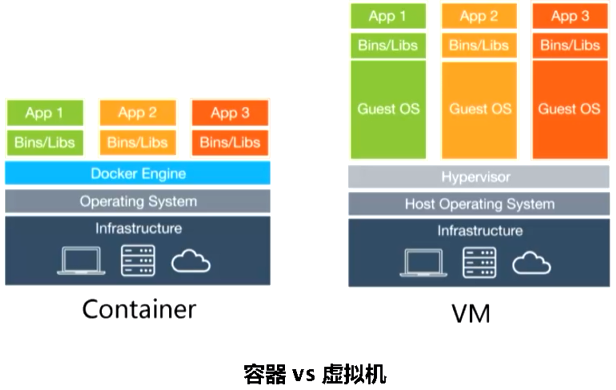 App 1 App 2 App 3
Bins/Libs Bins/Libs Bins/Libs
Docker Engine
Operating System
Infrastructure
Container
App 1 App 2 App 3
Bins/Libs Bins/Libs Bins/Libs
Guest OS Guest OS Guest OS
Hypervisor
Host Operating System
Infrastructure
VM
容器 vs 虚拟机